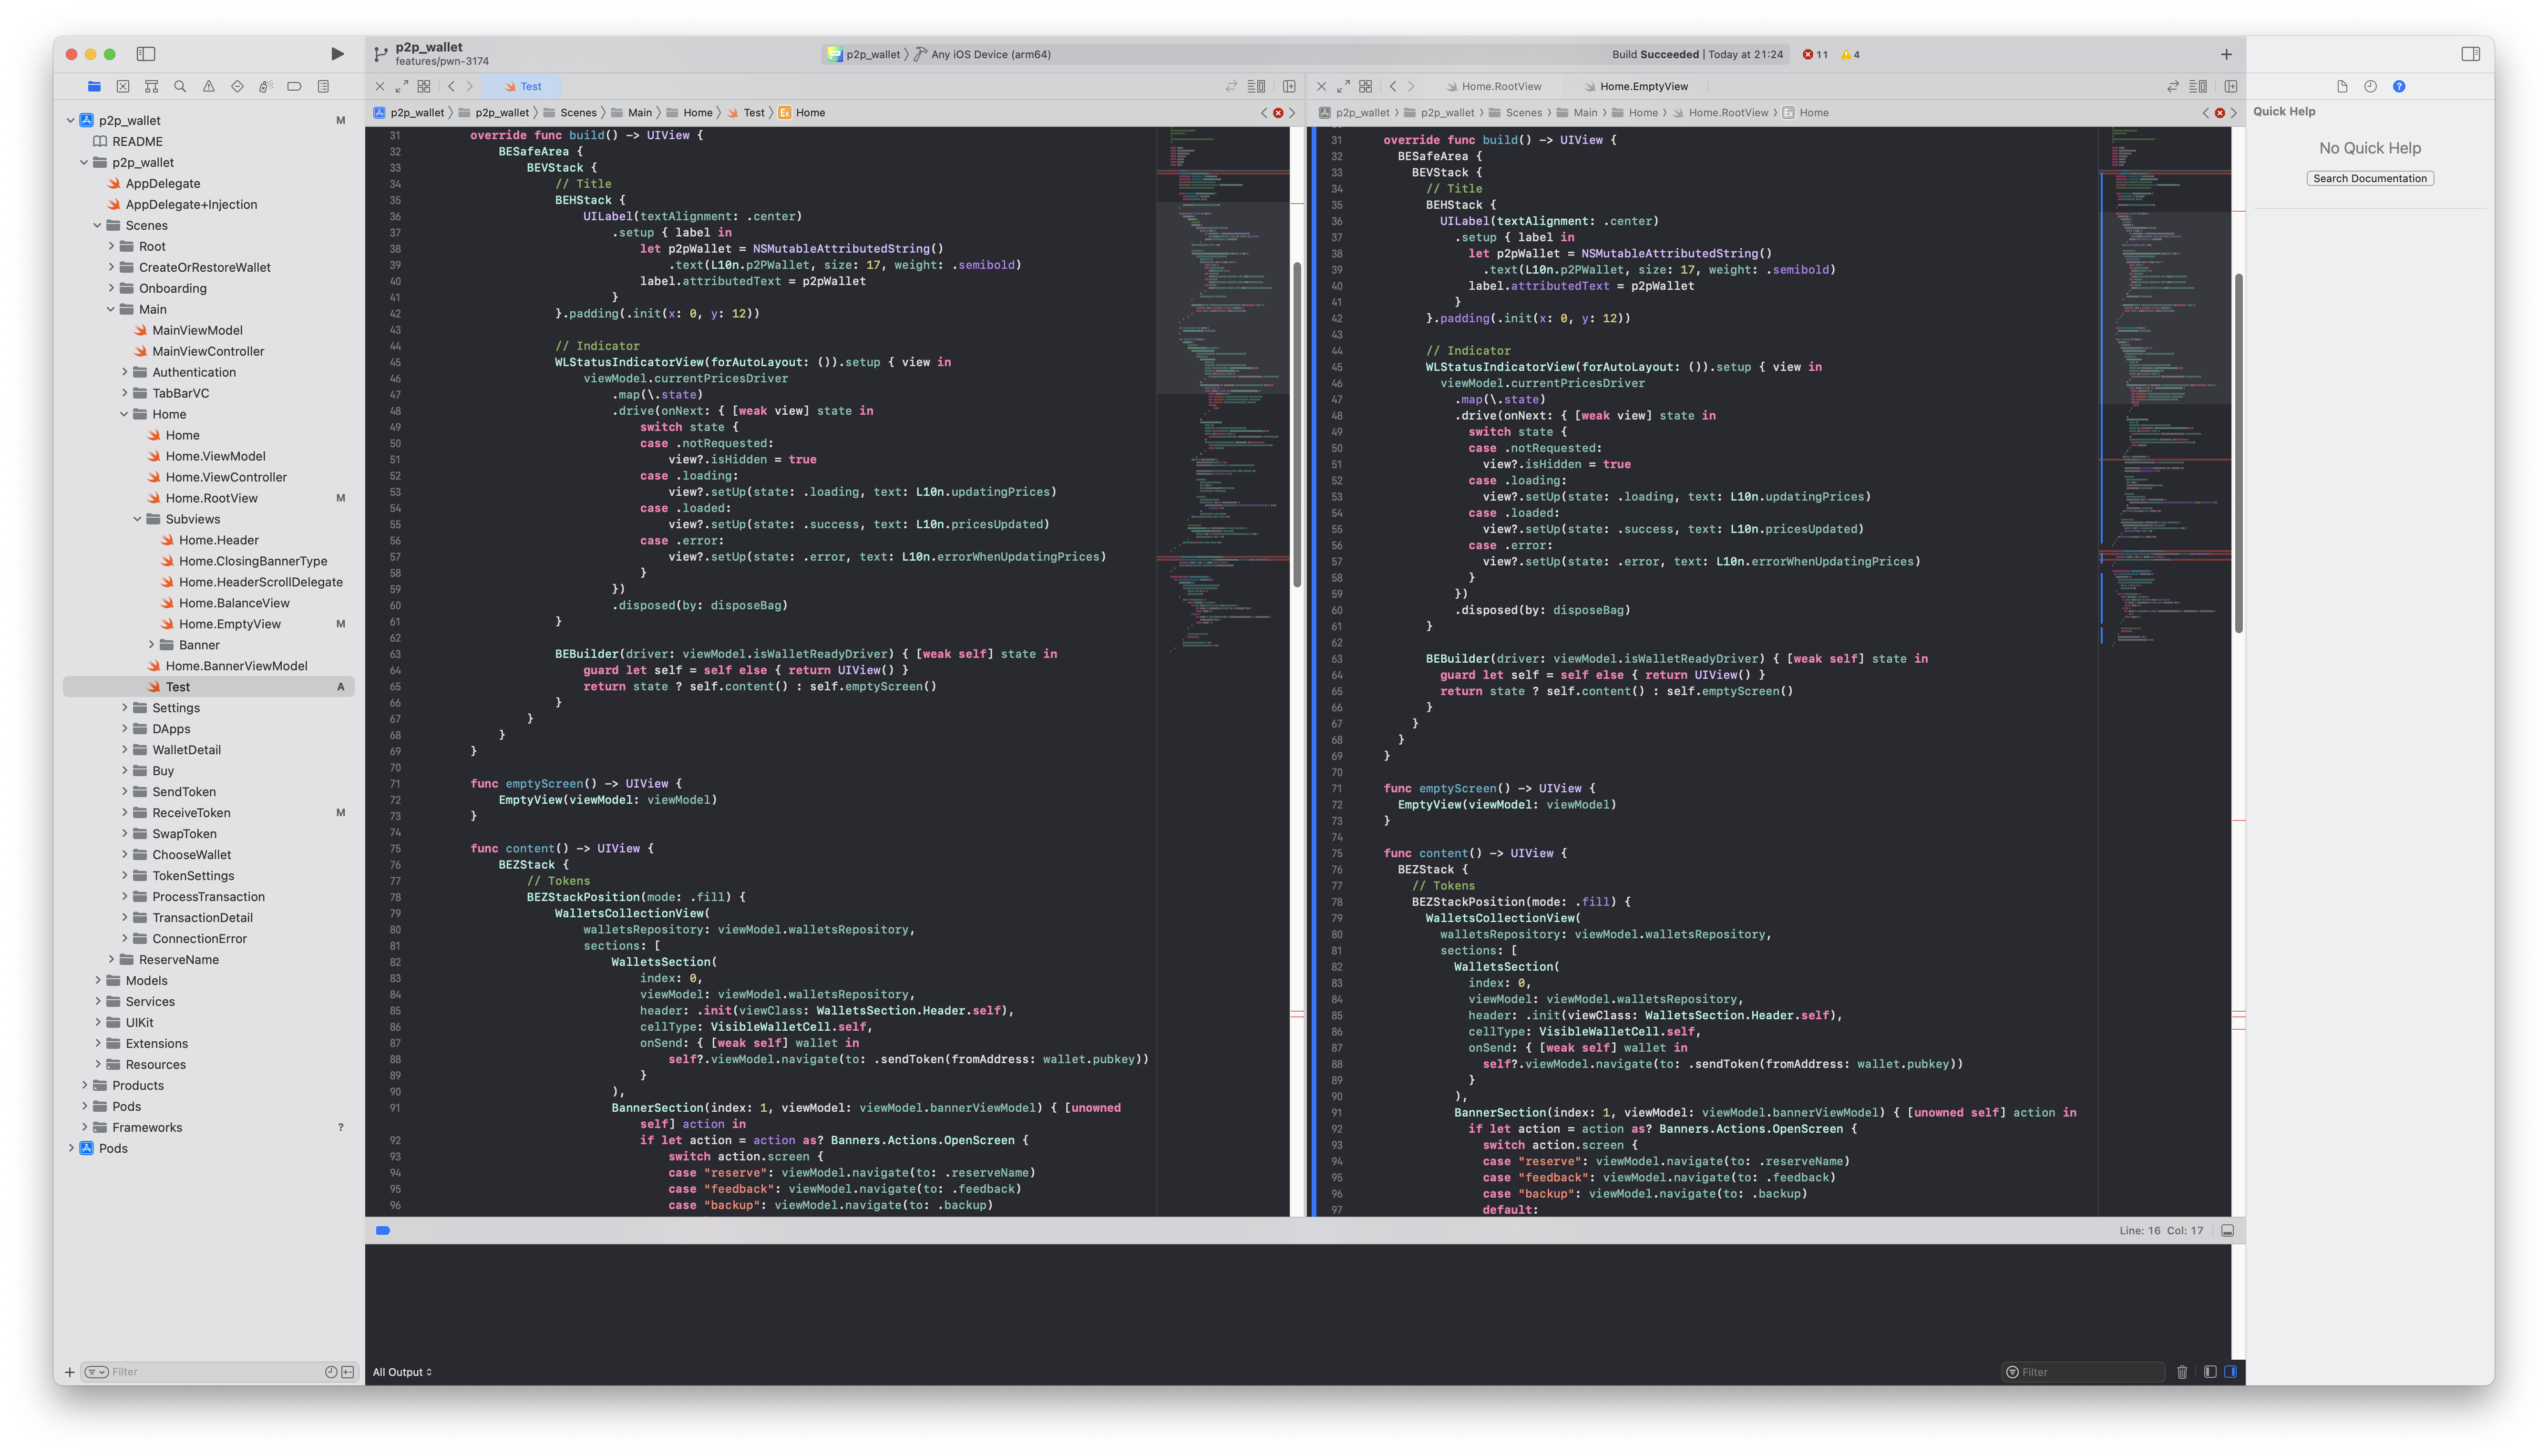 p2p_wallet
features/pwn-3174
p2p_wallet 〉 Any iOS Device (arm64)
Build Succeeded | Today at 21:24
11
4
Test
Home.RootView
Home.EmptyView
p2p_wallet 〉 p2p_wallet 〉 Scenes 〉 Main 〉 Home 〉 Test 〉 Ex Home
p2p_wallet 〉 p2p_wallet 〉 Scenes 〉 Main 〉 Home 〉 Home.RootView 〉 Ex Home
Quick Help
No Quick Help
Search Documentation
p2p_wallet M
README
p2p_wallet
AppDelegate
AppDelegate+Injection
Scenes
Root
CreateOrRestoreWallet
Onboarding
Main
MainViewModel
MainViewController
Authentication
TabBarVC
Home
Home
Home.ViewModel
Home.ViewController
Home.RootView M
Subviews
Home.Header
Home.ClosingBannerType
Home.HeaderScrollDelegate
Home.BalanceView
Home.EmptyView M
Banner
Home.BannerViewModel
Test A
Settings
DApps
WalletDetail
Buy
SendToken
ReceiveToken M
SwapToken
ChooseWallet
TokenSettings
ProcessTransaction
TransactionDetail
ConnectionError
ReserveName
Models
Services
UIKit
Extensions
Resources
Products
Pods
Frameworks ?
Pods
Filter
31 override func build() -> UIView {
32 BESafeArea {
33 BEVStack {
34 // Title
35 BEHStack {
36 UILabel(textAlignment: .center)
37 .setup { label in
38 let p2pWallet = NSMutableAttributedString()
39 .text(L10n.p2PWallet, size: 17, weight: .semibold)
40 label.attributedText = p2pWallet
41 }
42 }.padding(.init(x: 0, y: 12))
43
44 // Indicator
45 WLStatusIndicatorView(forAutoLayout: ()).setup { view in
46 viewModel.currentPricesDriver
47 .map(\.state)
48 .drive(onNext: { [weak view] state in
49 switch state {
50 case .notRequested:
51 view?.isHidden = true
52 case .loading:
53 view?.setUp(state: .loading, text: L10n.updatingPrices)
54 case .loaded:
55 view?.setUp(state: .success, text: L10n.pricesUpdated)
56 case .error:
57 view?.setUp(state: .error, text: L10n.errorWhenUpdatingPrices)
58 }
59 })
60 .disposed(by: disposeBag)
61 }
62
63 BEBuilder(driver: viewModel.isWalletReadyDriver) { [weak self] state in
64 guard let self = self else { return UIView() }
65 return state ? self.content() : self.emptyScreen()
66 }
67 }
68 }
69 }
70
71 func emptyScreen() -> UIView {
72 EmptyView(viewModel: viewModel)
73 }
74
75 func content() -> UIView {
76 BEZStack {
77 // Tokens
78 BEZStackPosition(mode: .fill) {
79 WalletsCollectionView(
80 walletsRepository: viewModel.walletsRepository,
81 sections: [
82 WalletsSection(
83 index: 0,
84 viewModel: viewModel.walletsRepository,
85 header: .init(viewClass: WalletsSection.Header.self),
86 cellType: VisibleWalletCell.self,
87 onSend: { [weak self] wallet in
88 self?.viewModel.navigate(to: .sendToken(fromAddress: wallet.pubkey))
89 }
90 ),
91 BannerSection(index: 1, viewModel: viewModel.bannerViewModel) { [unowned
self] action in
92 if let action = action as? Banners.Actions.OpenScreen {
93 switch action.screen {
94 case "reserve": viewModel.navigate(to: .reserveName)
95 case "feedback": viewModel.navigate(to: .feedback)
96 case "backup": viewModel.navigate(to: .backup)
31 override func build() -> UIView {
32 BESafeArea {
33 BEVStack {
34 // Title
35 BEHStack {
36 UILabel(textAlignment: .center)
37 .setup { label in
38 let p2pWallet = NSMutableAttributedString()
39 .text(L10n.p2PWallet, size: 17, weight: .semibold)
40 label.attributedText = p2pWallet
41 }
42 }.padding(.init(x: 0, y: 12))
43
44 // Indicator
45 WLStatusIndicatorView(forAutoLayout: ()).setup { view in
46 viewModel.currentPricesDriver
47 .map(\.state)
48 .drive(onNext: { [weak view] state in
49 switch state {
50 case .notRequested:
51 view?.isHidden = true
52 case .loading:
53 view?.setUp(state: .loading, text: L10n.updatingPrices)
54 case .loaded:
55 view?.setUp(state: .success, text: L10n.pricesUpdated)
56 case .error:
57 view?.setUp(state: .error, text: L10n.errorWhenUpdatingPrices)
58 }
59 })
60 .disposed(by: disposeBag)
61 }
62
63 BEBuilder(driver: viewModel.isWalletReadyDriver) { [weak self] state in
64 guard let self = self else { return UIView() }
65 return state ? self.content() : self.emptyScreen()
66 }
67 }
68 }
69 }
70
71 func emptyScreen() -> UIView {
72 EmptyView(viewModel: viewModel)
73 }
74
75 func content() -> UIView {
76 BEZStack {
77 // Tokens
78 BEZStackPosition(mode: .fill) {
79 WalletsCollectionView(
80 walletsRepository: viewModel.walletsRepository,
81 sections: [
82 WalletsSection(
83 index: 0,
84 viewModel: viewModel.walletsRepository,
85 header: .init(viewClass: WalletsSection.Header.self),
86 cellType: VisibleWalletCell.self,
87 onSend: { [weak self] wallet in
88 self?.viewModel.navigate(to: .sendToken(fromAddress: wallet.pubkey))
89 }
90 ),
91 BannerSection(index: 1, viewModel: viewModel.bannerViewModel) { [unowned self] action in
92 if let action = action as? Banners.Actions.OpenScreen {
93 switch action.screen {
94 case "reserve": viewModel.navigate(to: .reserveName)
95 case "feedback": viewModel.navigate(to: .feedback)
96 case "backup": viewModel.navigate(to: .backup)
97 default:
Line: 16 Col: 17
All Output
Filter